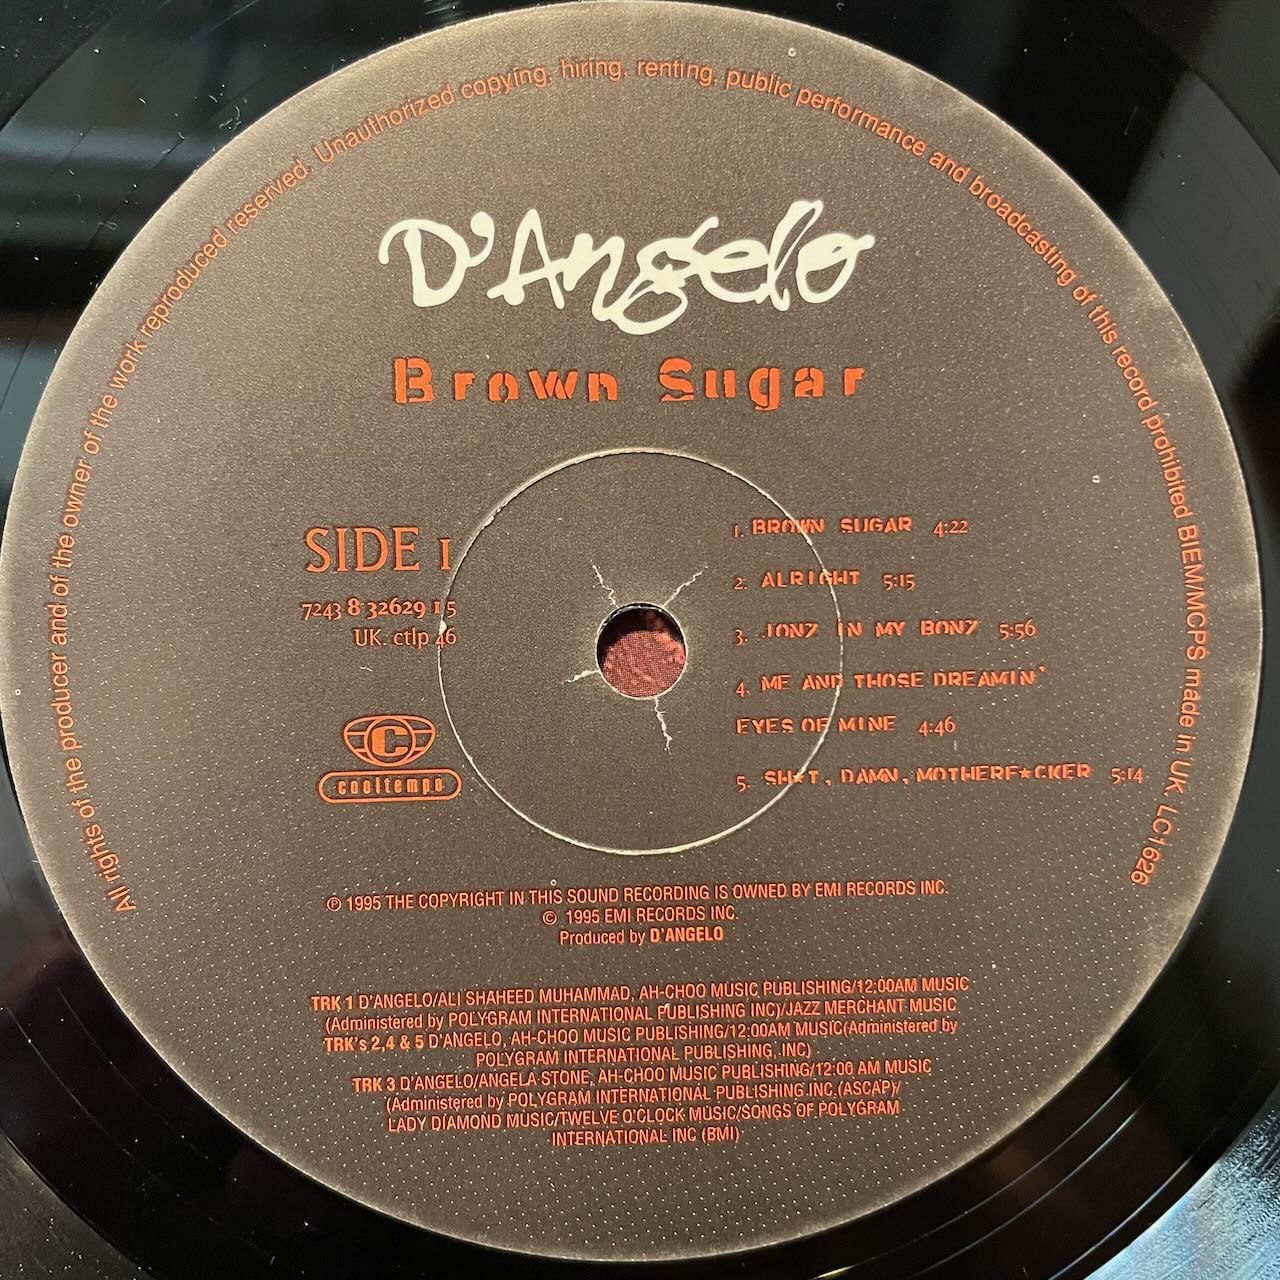 All rights of the producer and of the owner of the work reproduced reserved. Unauthorized copying, hiring, renting, public performance and broadcasting of this record prohibited BIEM/MCPS made in UK. LC1626
D'Angelo
Brown Sugar
SIDE 1
7243 8 32629 1 5
UK. ctlp 46
C
cooltempo
1. BROWN SUGAR 4:22
2. ALRIGHT 5:15
3. JONZ IN MY BONZ 5:56
4. ME AND THOSE DREAMIN'
EYES OF MINE 4:46
5. SH★T, DAMN, MOTHERF★CKER 5:14
℗ 1995 THE COPYRIGHT IN THIS SOUND RECORDING IS OWNED BY EMI RECORDS INC.
© 1995 EMI RECORDS INC.
Produced by D'ANGELO
TRK 1 D'ANGELO/ALI SHAHEED MUHAMMAD, AH-CHOO MUSIC PUBLISHING/12:00AM MUSIC
(Administered by POLYGRAM INTERNATIONAL PUBLISHING INC)/JAZZ MERCHANT MUSIC
TRK's 2,4 & 5 D'ANGELO, AH-CHOO MUSIC PUBLISHING/12:00AM MUSIC(Administered by
POLYGRAM INTERNATIONAL PUBLISHING, INC)
TRK 3 D'ANGELO/ANGELA STONE, AH-CHOO MUSIC PUBLISHING/12:00 AM MUSIC
(Administered by POLYGRAM INTERNATIONAL PUBLISHING INC.(ASCAP)/
LADY DIAMOND MUSIC/TWELVE O'CLOCK MUSIC/SONGS OF POLYGRAM
INTERNATIONAL INC (BMI)